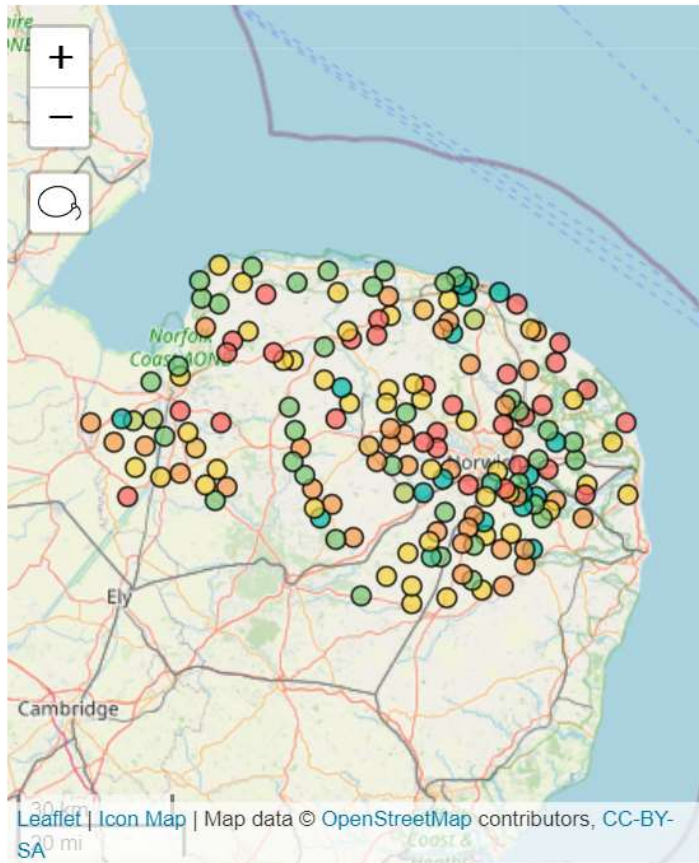 +
−
Norfolk
Coast AONB
Norwich
Ely
Cambridge
30 km
20 mi
Leaflet | Icon Map | Map data © OpenStreetMap contributors, CC-BY-
SA